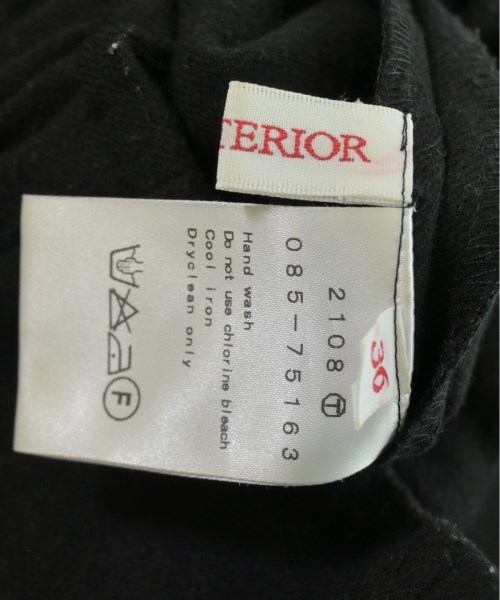 TERIOR
36
2108 T
085-75163
Hand wash
Do not use chlorine bleach
Cool iron
Dryclean only
F